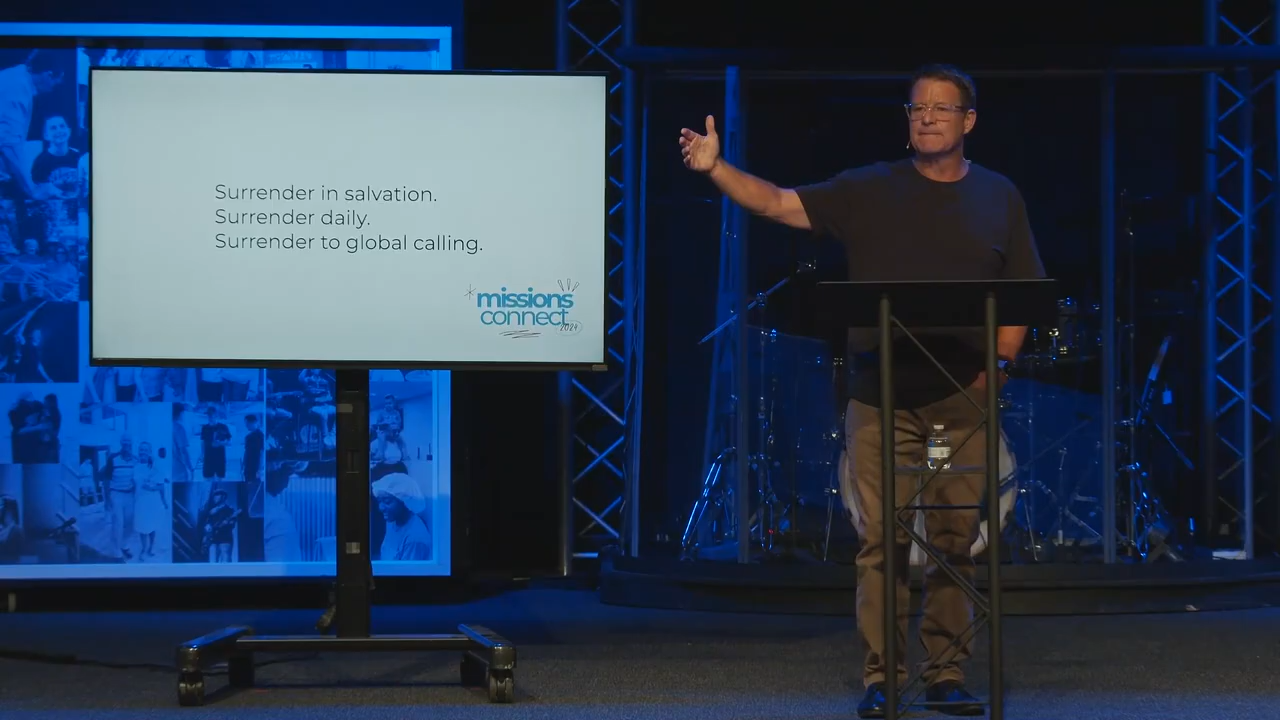 Surrender in salvation.
Surrender daily.
Surrender to global calling.
missions
connect
2024